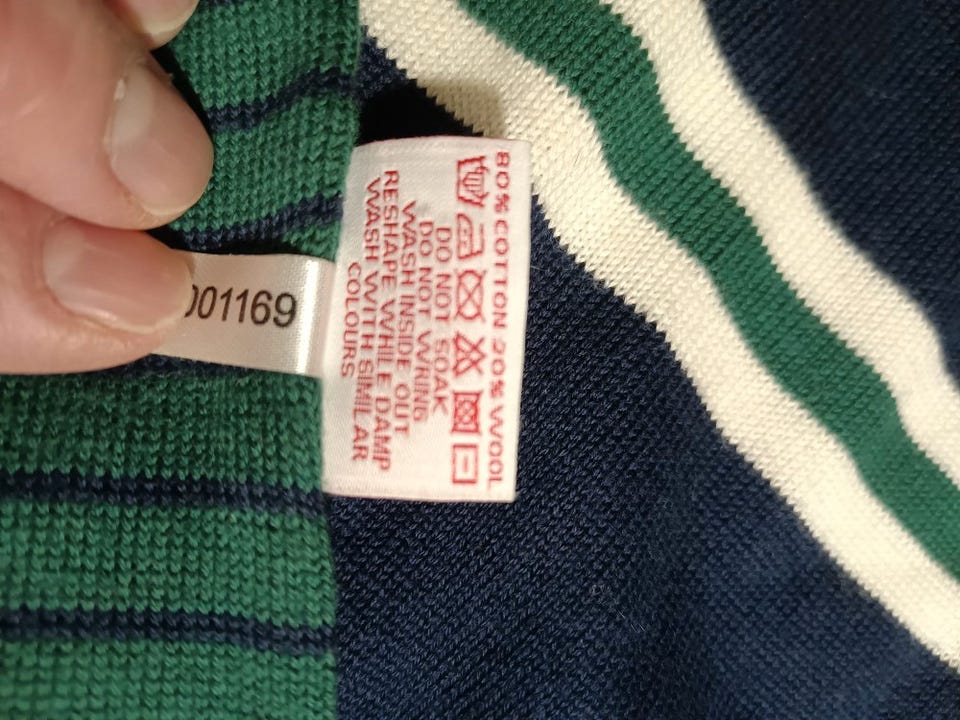 80% COTTON 20% WOOL
DO NOT SOAK
DO NOT WRING
WASH INSIDE OUT
RESHAPE WHILE DAMP
WASH WITH SIMILAR
COLOURS
001169